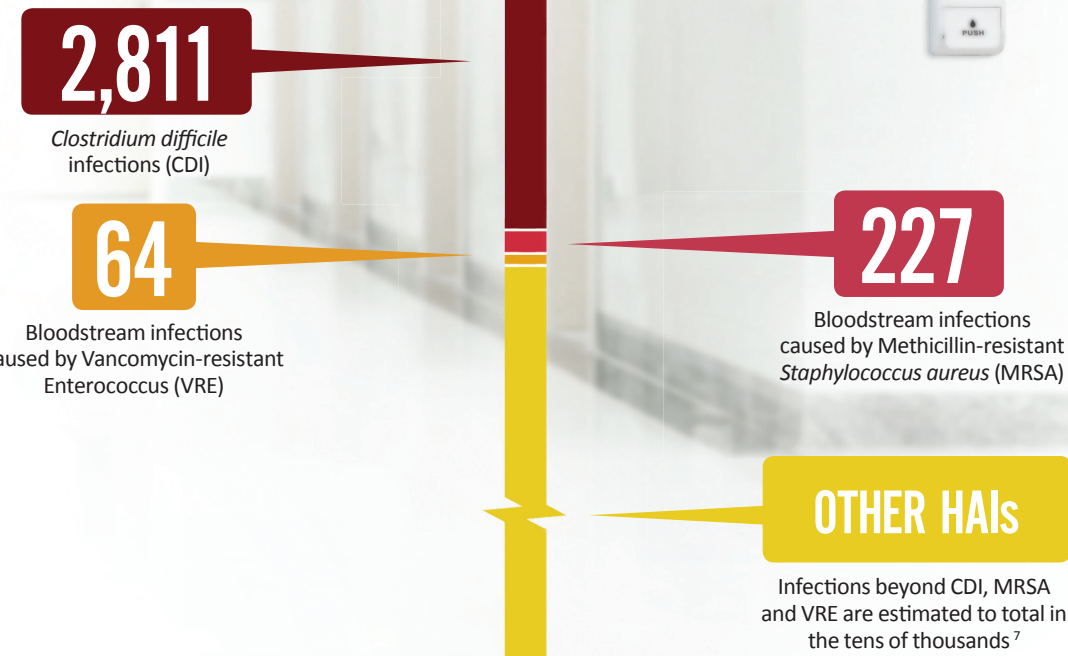 PUSH
2,811
Clostridium difficile
infections (CDI)
64
Bloodstream infections
aused by Vancomycin-resistant
Enterococcus (VRE)
227
Bloodstream infections
caused by Methicillin-resistant
Staphylococcus aureus (MRSA)
OTHER HAIs
Infections beyond CDI, MRSA
and VRE are estimated to total in
the tens of thousands 7